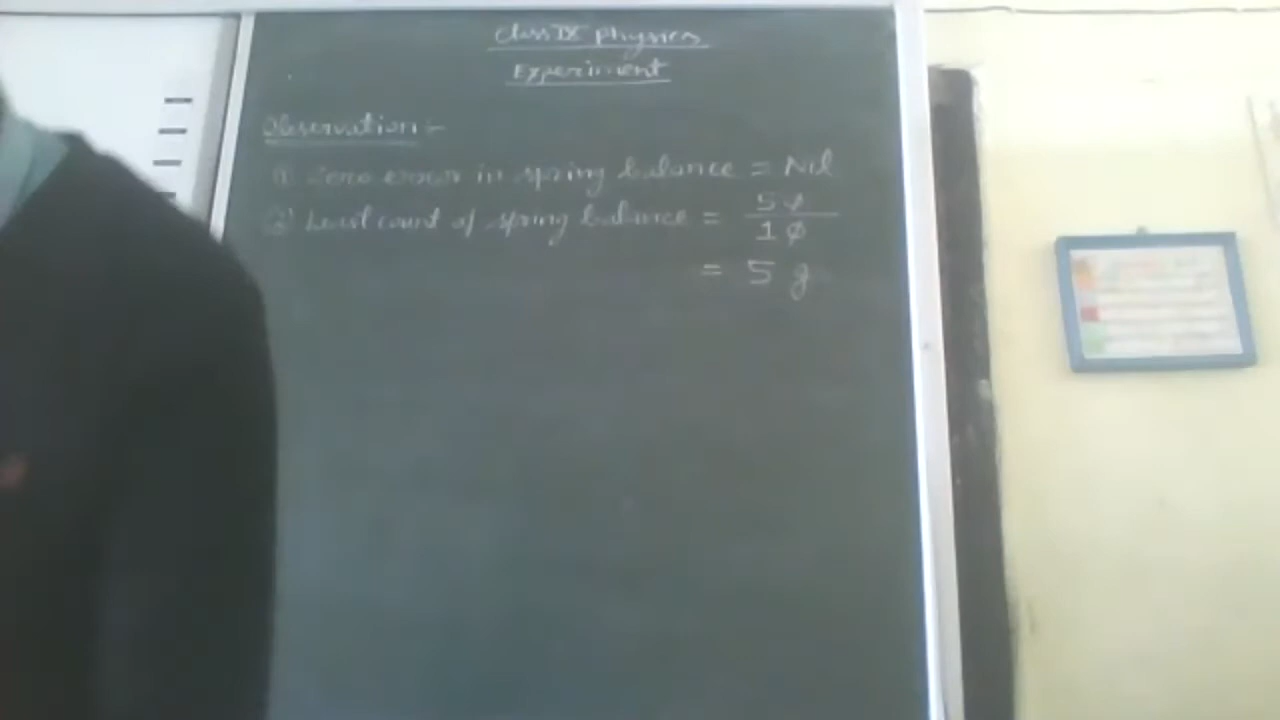 Class IX Physics
Experiment
Observation :-
① Zero error in spring balance = Nil
② Least count of spring balance = 50/10
= 5 g